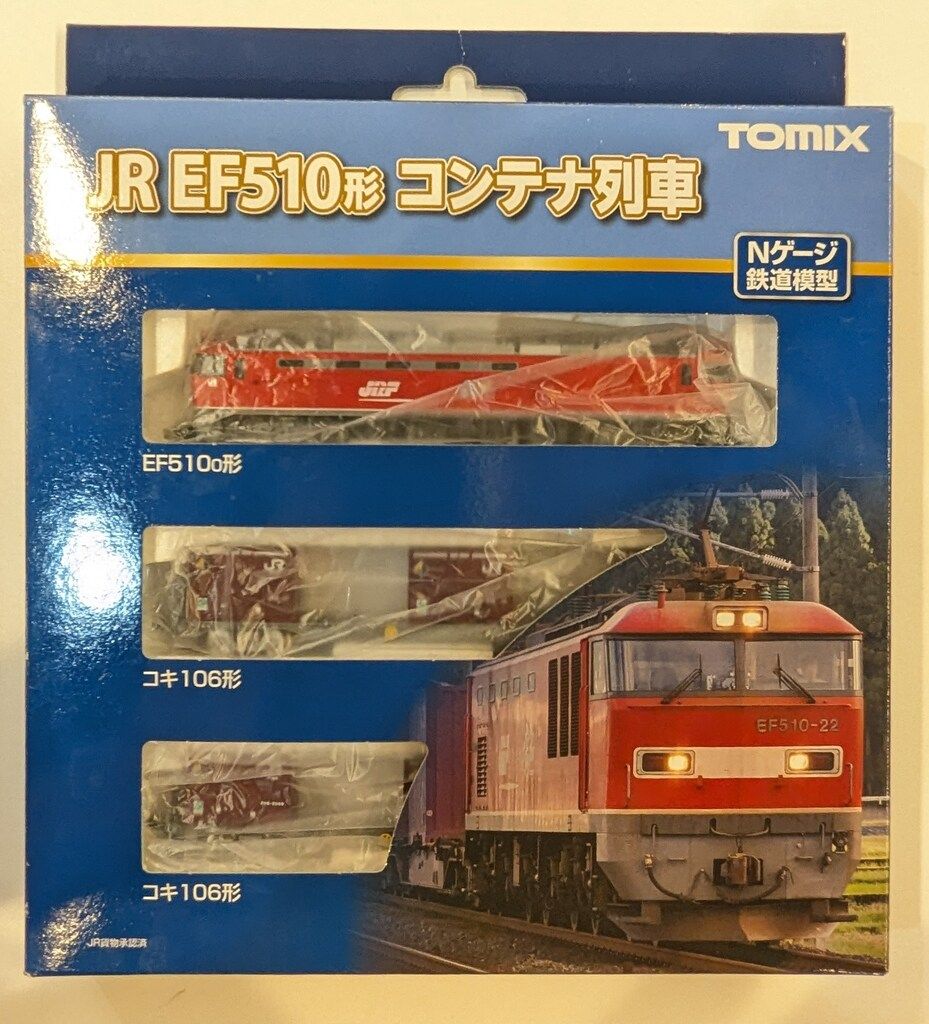 TOMIX
JR EF510形 コンテナ列車
Nゲージ
鉄道模型
JRF
EF510 0形
JR
コキ106形
EF510-22
コキ106形
JR貨物承認済